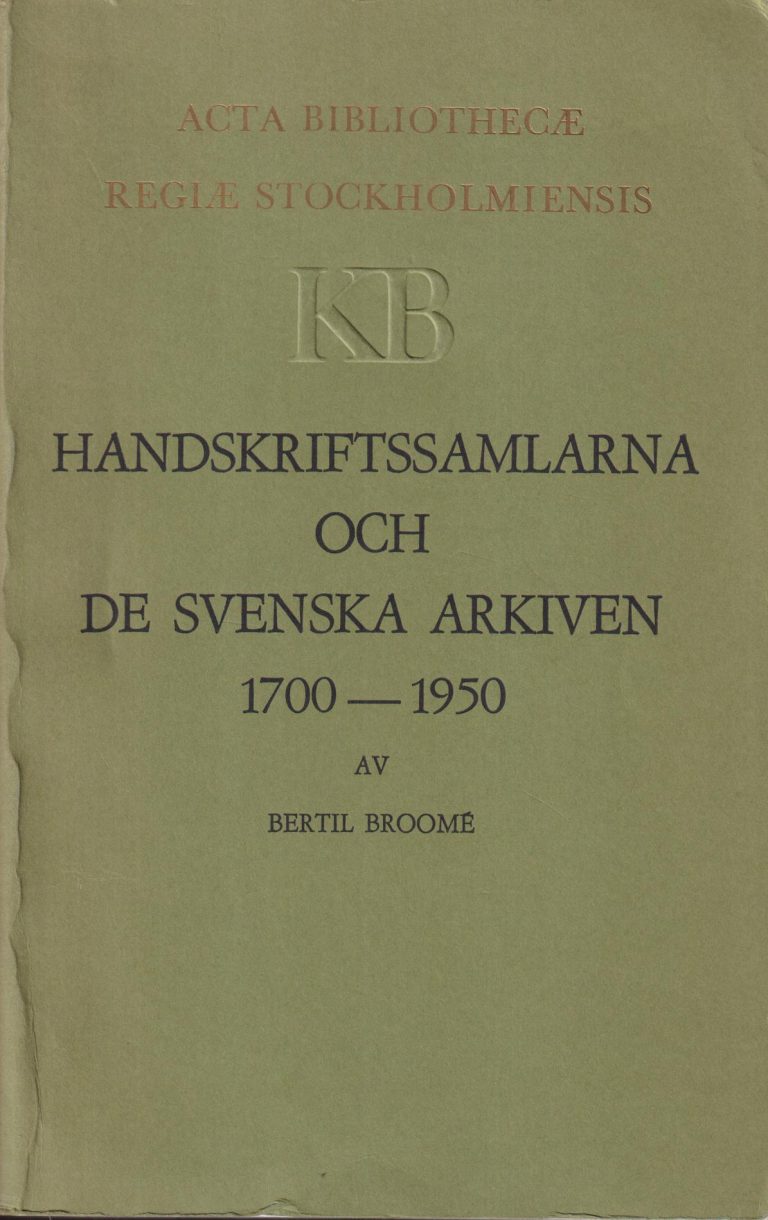 ACTA BIBLIOTHECÆ
REGIÆ STOCKHOLMIENSIS
KB
HANDSKRIFTSSAMLARNA
OCH
DE SVENSKA ARKIVEN
1700 — 1950
AV
BERTIL BROOMÉ